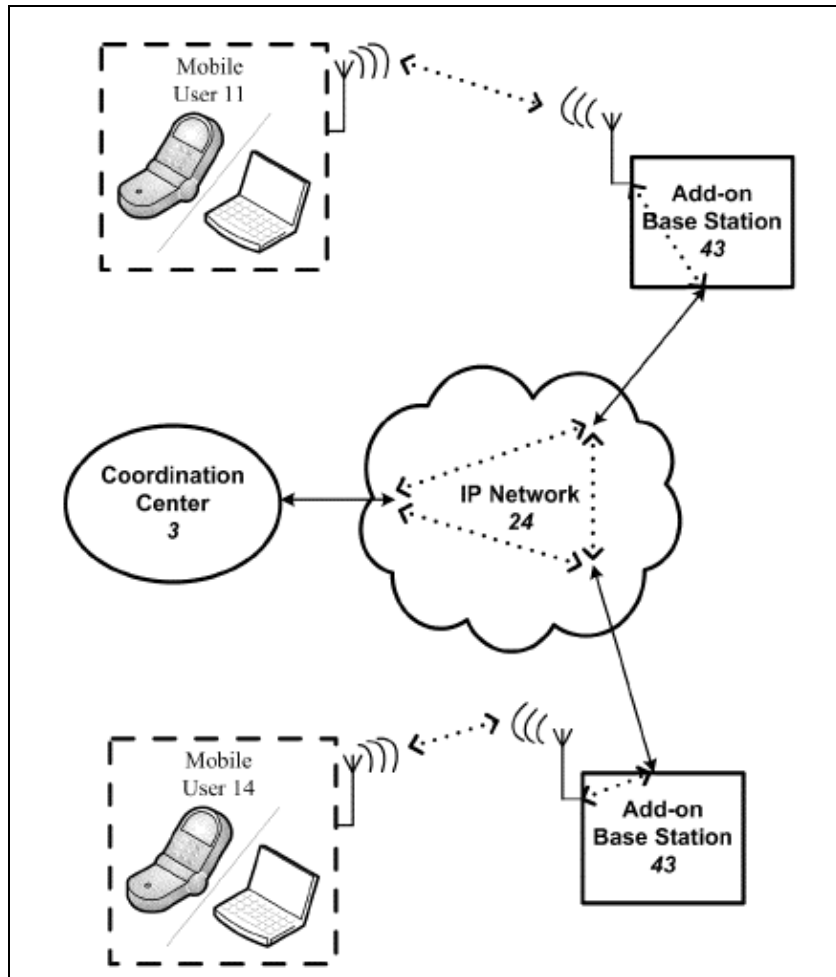 Mobile
User 11
Add-on
Base Station
43
Coordination
Center
3
IP Network
24
Mobile
User 14
Add-on
Base Station
43